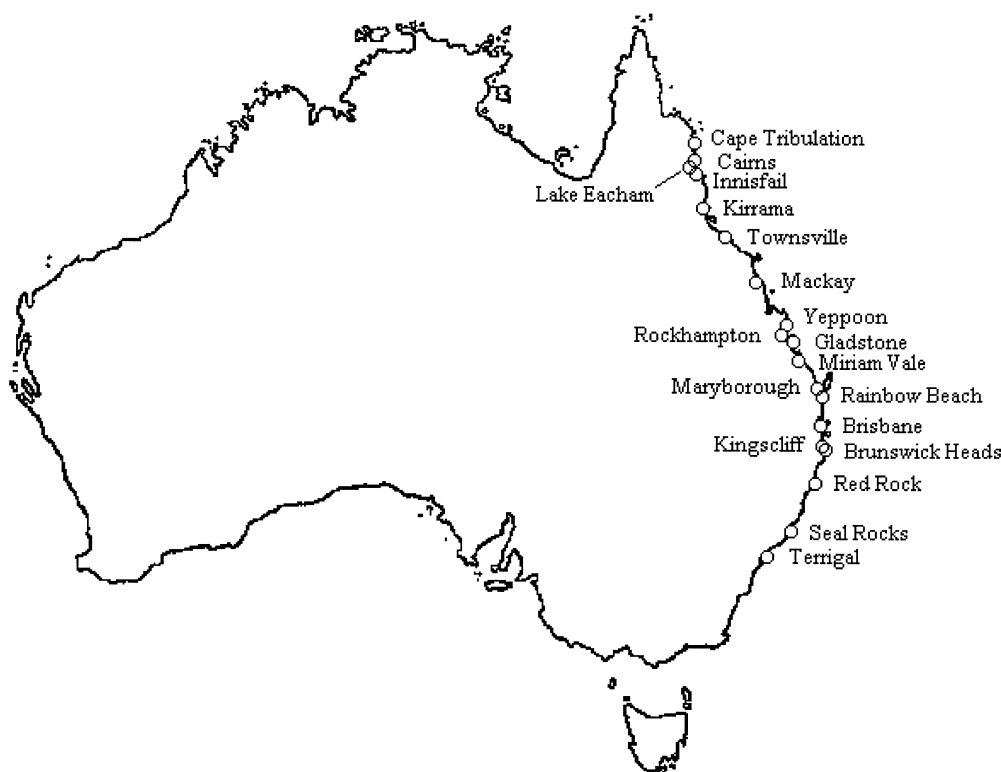 Cape Tribulation
Cairns
Innisfail
Lake Eacham
Kirrama
Townsville
Mackay
Yeppoon
Rockhampton
Gladstone
Miriam Vale
Maryborough
Rainbow Beach
Brisbane
Kingscliff
Brunswick Heads
Red Rock
Seal Rocks
Terrigal